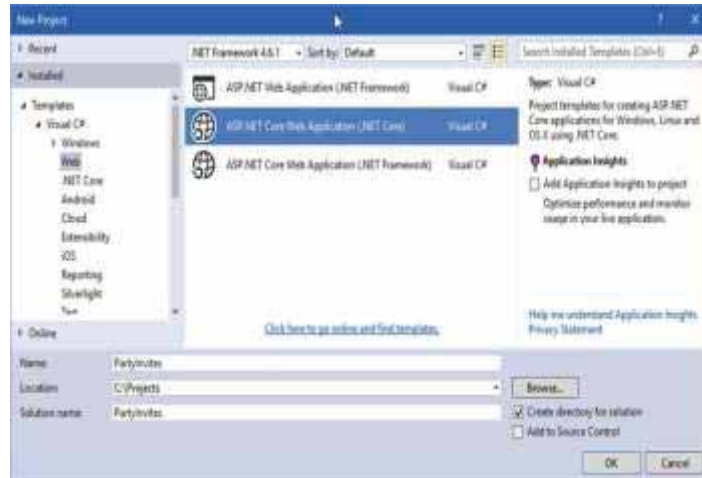 New Project
? x
Recent
Installed
Templates
Visual C#
Windows
Web
.NET Core
Android
Cloud
Extensibility
iOS
Reporting
Silverlight
Online
.NET Framework 4.6.1 Sort by: Default
ASP.NET Web Application (.NET Framework) Visual C#
ASP.NET Core Web Application (.NET Core) Visual C#
ASP.NET Core Web Application (.NET Framework) Visual C#
Click here to go online and find templates.
Search Installed Templates (Ctrl+E)
Type: Visual C#
Project templates for creating ASP.NET
Core applications for Windows, Linux and
OS X using .NET Core.
Application Insights
Add Application Insights to project
Optimize performance and monitor
usage in your live application.
Help me understand Application Insights
Privacy Statement
Name: PartyInvites
Location: C:\Projects
Browse...
Solution name: PartyInvites
Create directory for solution
Add to Source Control
OK Cancel